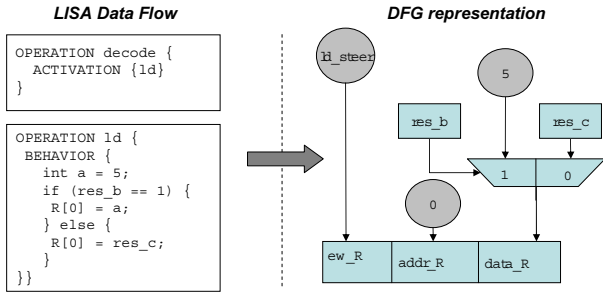 LISA Data Flow
DFG representation
OPERATION decode {
ACTIVATION {ld}
}
OPERATION ld {
BEHAVIOR {
int a = 5;
if (res_b == 1) {
R[0] = a;
} else {
R[0] = res_c;
}
}}
ld_steer
5
res_b
res_c
1
0
0
ew_R
addr_R
data_R